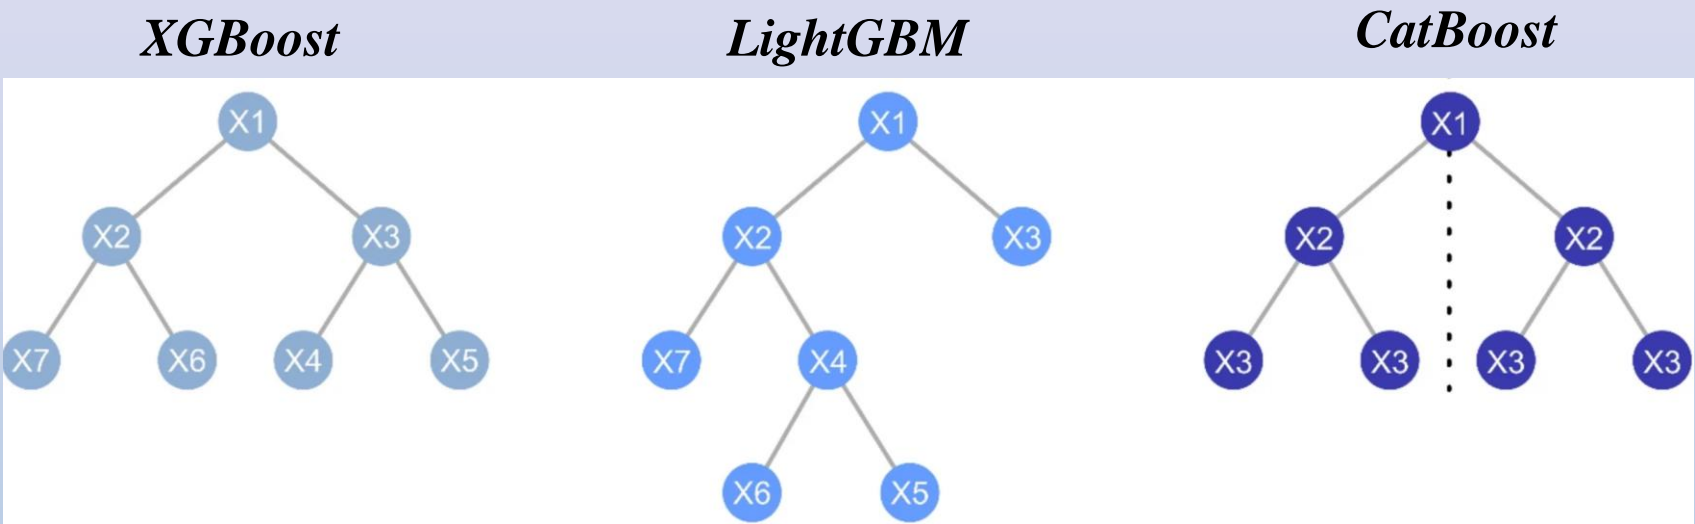 XGBoost
LightGBM
CatBoost
X1
X2 X3
X7 X6 X4 X5
X1
X2 X3
X7 X4
X6 X5
X1
X2 X2
X3 X3 X3 X3